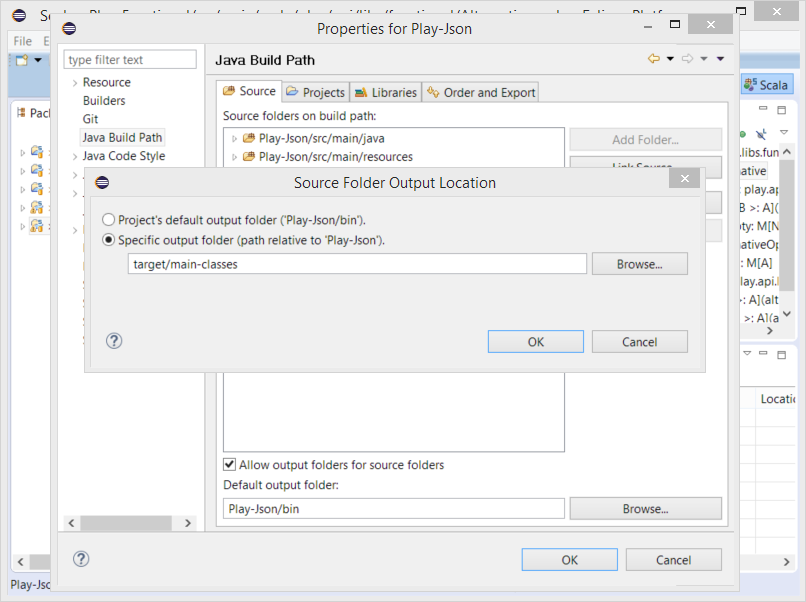 Properties for Play-Json
File
type filter text
Java Build Path
Resource
Builders
Git
Java Build Path
Java Code Style
Source
Projects
Libraries
Order and Export
Scala
Source folders on build path:
Play-Json/src/main/java
Play-Json/src/main/resources
Add Folder...
Link Source...
Source Folder Output Location
Project's default output folder ('Play-Json/bin').
Specific output folder (path relative to 'Play-Json').
target/main-classes
Browse...
OK
Cancel
Allow output folders for source folders
Default output folder:
Play-Json/bin
Browse...
OK
Cancel